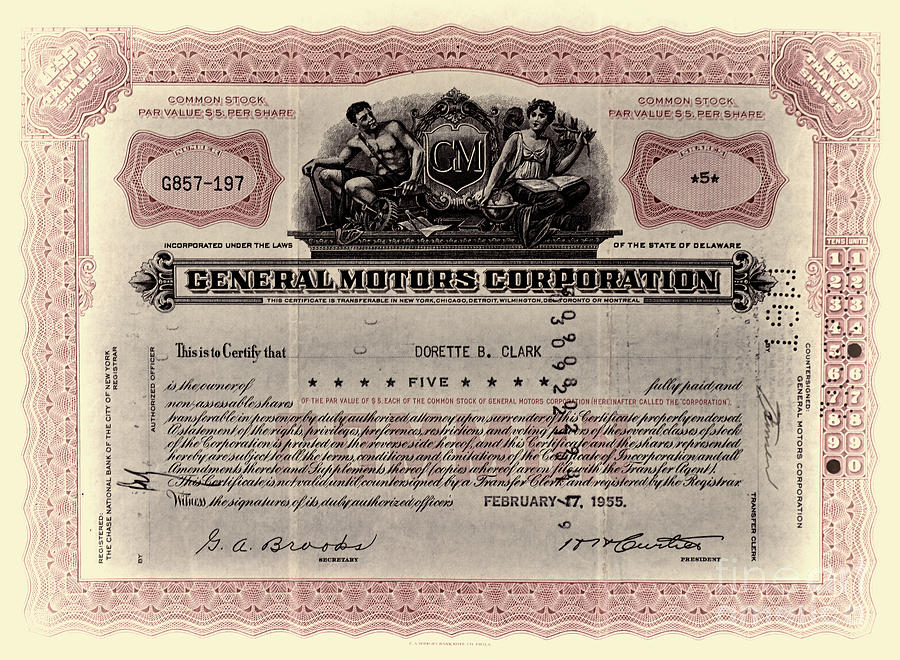 LESS THAN 100 SHARES
LESS THAN 100 SHARES
COMMON STOCK
PAR VALUE $5. PER SHARE
COMMON STOCK
PAR VALUE $5. PER SHARE
GM
NUMBER
G857-197
SHARES
*5*
INCORPORATED UNDER THE LAWS
OF THE STATE OF DELAWARE
GENERAL MOTORS CORPORATION
THIS CERTIFICATE IS TRANSFERABLE IN NEW YORK, CHICAGO, DETROIT, WILMINGTON, DEL. TORONTO OR MONTREAL
This is to Certify that DORETTE B. CLARK
is the owner of * * * * * FIVE * * * * * fully paid and
non-assessable shares OF THE PAR VALUE OF $5. EACH OF THE COMMON STOCK OF GENERAL MOTORS CORPORATION (HEREINAFTER CALLED THE "CORPORATION"),
transferable in person or by duly authorized attorney upon surrender of this Certificate properly endorsed.
A statement of the rights, privileges, preferences, restrictions and voting powers of the several classes of stock
of the Corporation is printed on the reverse side hereof, and this Certificate and the shares represented
hereby are subject to all the terms, conditions and limitations of the Certificate of Incorporation and all
Amendments thereto and Supplements thereof (copies whereof are on file with the Transfer Agent).
This Certificate is not valid until countersigned by a Transfer Clerk and registered by the Registrar.
Witness the signatures of its duly authorized officers FEBRUARY 17, 1955.
G. A. Brooks
SECRETARY
PRESIDENT
REGISTERED:
THE CHASE NATIONAL BANK OF THE CITY OF NEW YORK
REGISTRAR
BY
AUTHORIZED OFFICER
COUNTERSIGNED:
GENERAL MOTORS CORPORATION
BY
TRANSFER CLERK
TENS UNITS
1 1
2 2
3 3
4 4
5
6 6
7 7
8 8
9 9
0